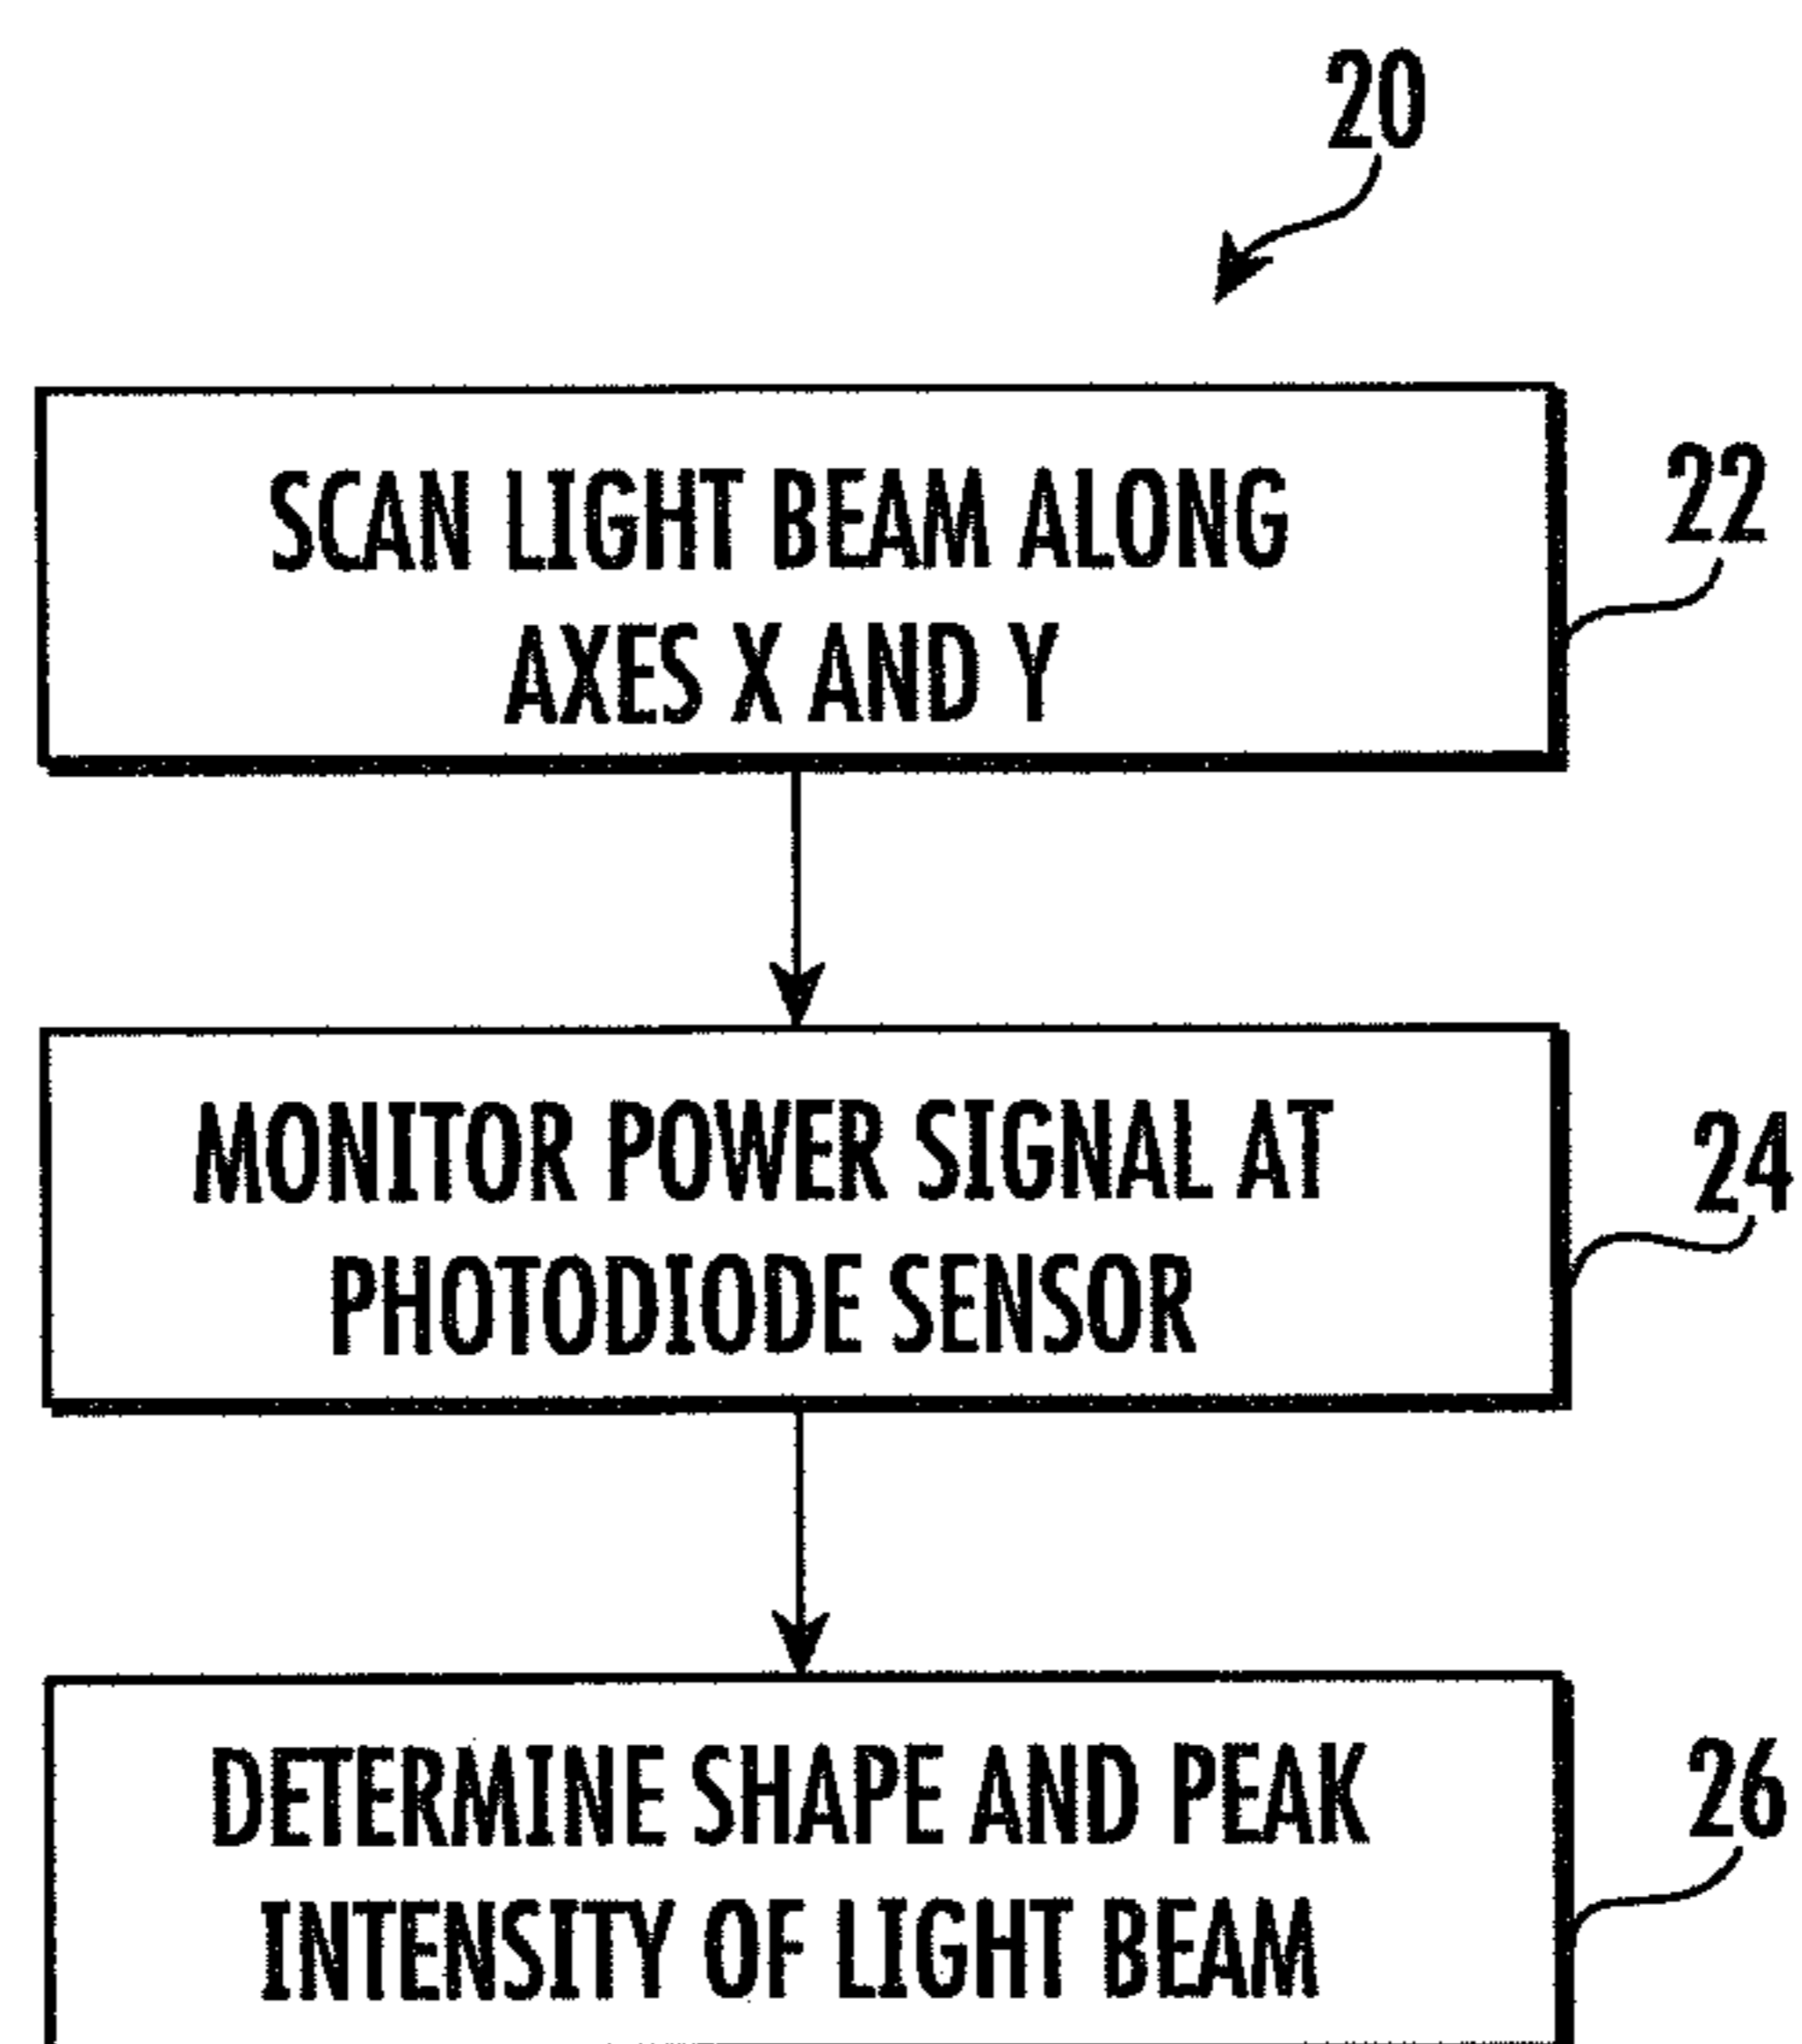 20
SCAN LIGHT BEAM ALONG
AXES X AND Y
22
MONITOR POWER SIGNAL AT
PHOTODIODE SENSOR
24
DETERMINE SHAPE AND PEAK
INTENSITY OF LIGHT BEAM
26